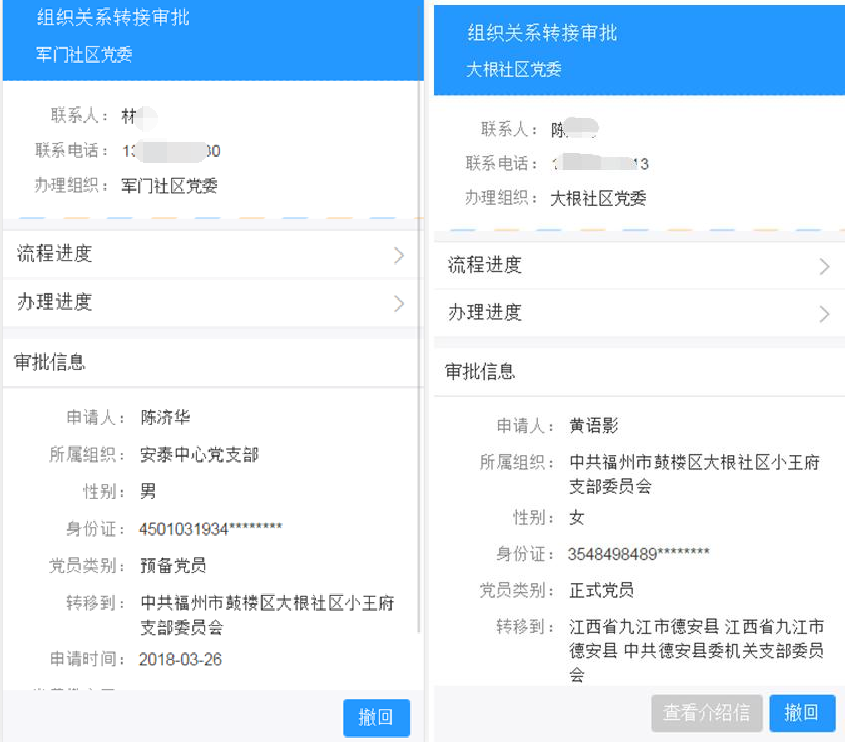 组织关系转接审批
军门社区党委
联系人： 林
联系电话： 13 00
办理组织： 军门社区党委
流程进度
办理进度
审批信息
申请人： 陈济华
所属组织： 安泰中心党支部
性别： 男
身份证： 4501031934********
党员类别： 预备党员
转移到： 中共福州市鼓楼区大根社区小王府
支部委员会
申请时间： 2018-03-26
撤回
组织关系转接审批
大根社区党委
联系人： 陈
联系电话： 1 13
办理组织： 大根社区党委
流程进度
办理进度
审批信息
申请人： 黄语影
所属组织： 中共福州市鼓楼区大根社区小王府
支部委员会
性别： 女
身份证： 3548498489********
党员类别： 正式党员
转移到： 江西省九江市德安县 江西省九江市
德安县 中共德安县委机关支部委员
会
查看介绍信
撤回